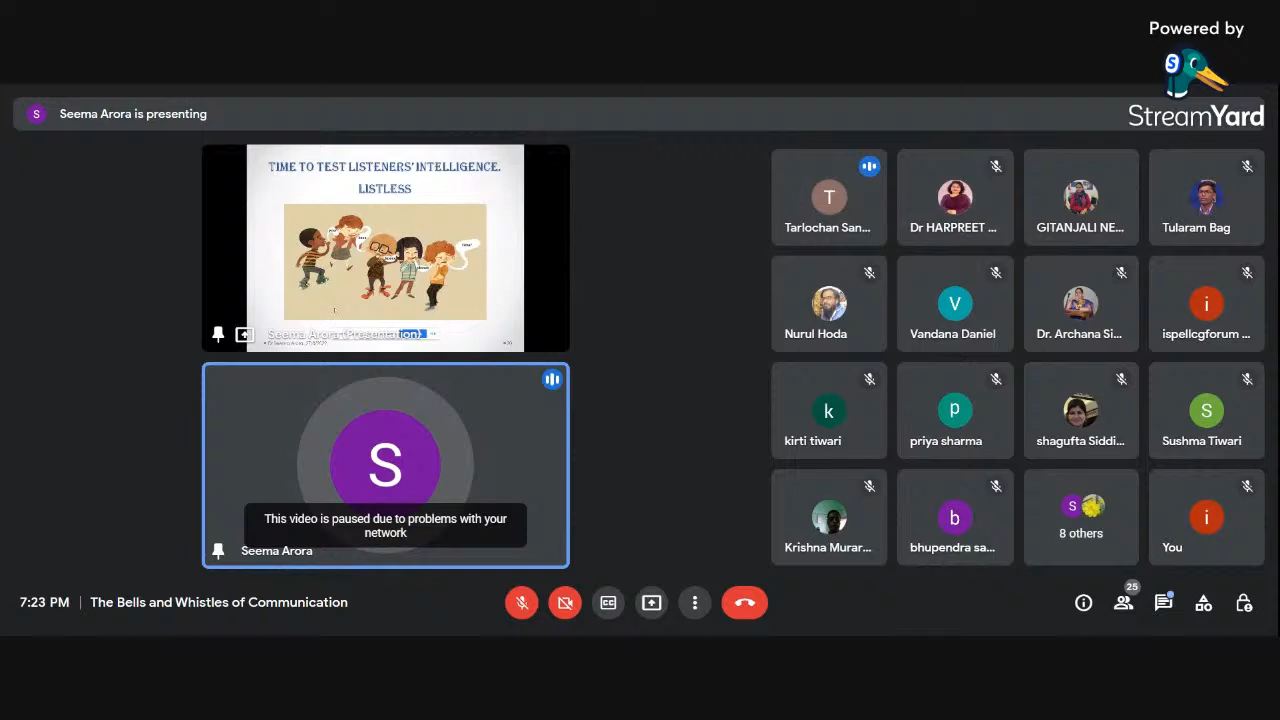 Powered by
S
StreamYard
S
Seema Arora is presenting
TIME TO TEST LISTENERS' INTELLIGENCE.
LISTLESS
Seema Arora (Presentation)
S
This video is paused due to problems with your
network
Seema Arora
T
Tarlochan San...
Dr HARPREET ...
GITANJALI NE...
Tularam Bag
Nurul Hoda
V
Vandana Daniel
Dr. Archana Si...
i
ispellcgforum ...
k
kirti tiwari
p
priya sharma
shagufta Siddi...
S
Sushma Tiwari
Krishna Murar...
b
bhupendra sa...
S
8 others
i
You
7:23 PM
The Bells and Whistles of Communication
CC
25